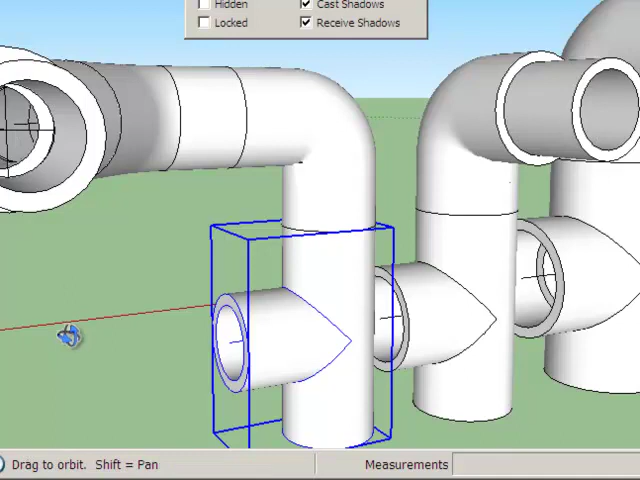 Hidden
Cast Shadows
Locked
Receive Shadows
Drag to orbit.  Shift = Pan
Measurements